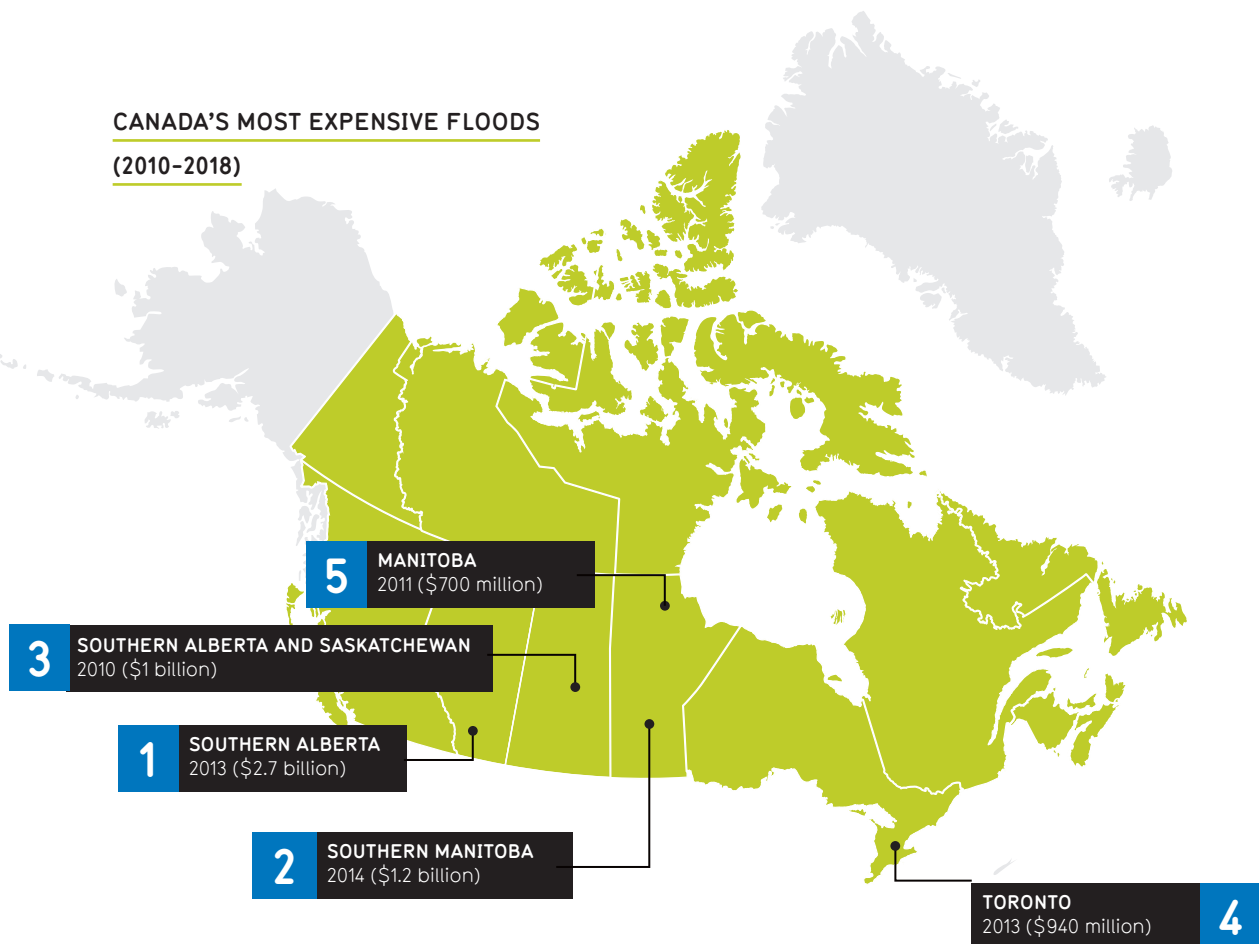 CANADA'S MOST EXPENSIVE FLOODS
(2010–2018)
5
MANITOBA
2011 ($700 million)
3
SOUTHERN ALBERTA AND SASKATCHEWAN
2010 ($1 billion)
1
SOUTHERN ALBERTA
2013 ($2.7 billion)
2
SOUTHERN MANITOBA
2014 ($1.2 billion)
TORONTO
2013 ($940 million)
4